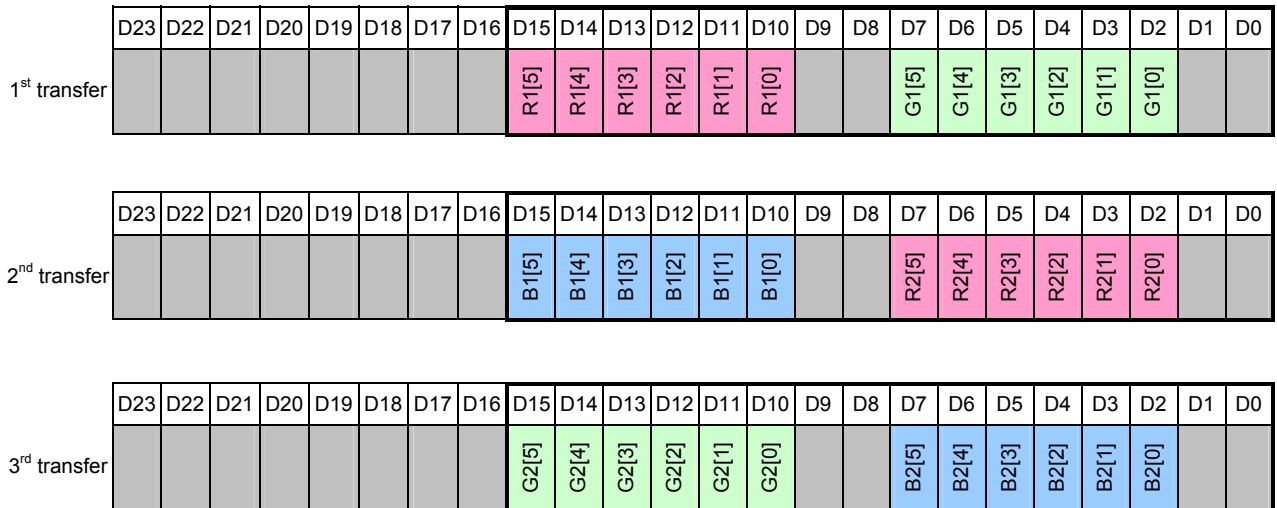 D23 D22 D21 D20 D19 D18 D17 D16 D15 D14 D13 D12 D11 D10 D9 D8 D7 D6 D5 D4 D3 D2 D1 D0
1st transfer R1[5] R1[4] R1[3] R1[2] R1[1] R1[0] G1[5] G1[4] G1[3] G1[2] G1[1] G1[0]
D23 D22 D21 D20 D19 D18 D17 D16 D15 D14 D13 D12 D11 D10 D9 D8 D7 D6 D5 D4 D3 D2 D1 D0
2nd transfer B1[5] B1[4] B1[3] B1[2] B1[1] B1[0] R2[5] R2[4] R2[3] R2[2] R2[1] R2[0]
D23 D22 D21 D20 D19 D18 D17 D16 D15 D14 D13 D12 D11 D10 D9 D8 D7 D6 D5 D4 D3 D2 D1 D0
3rd transfer G2[5] G2[4] G2[3] G2[2] G2[1] G2[0] B2[5] B2[4] B2[3] B2[2] B2[1] B2[0]